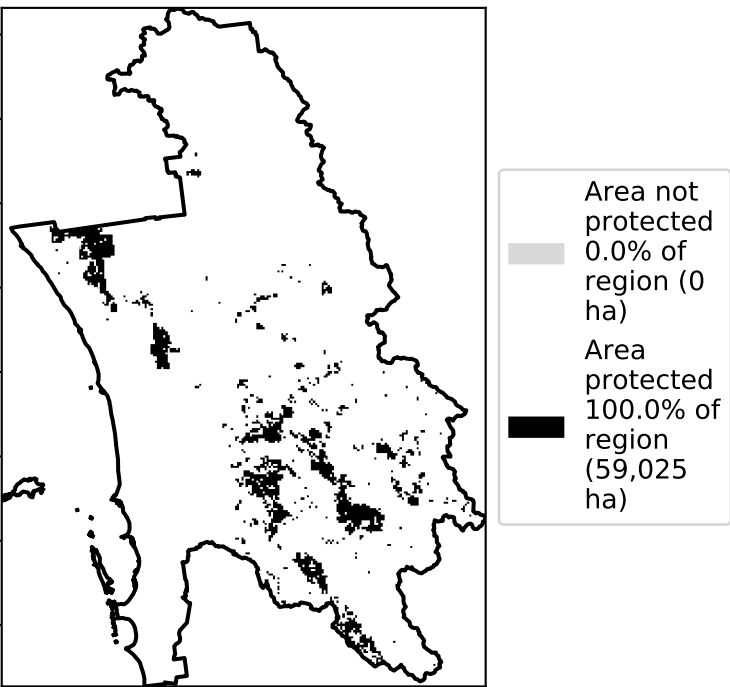 Area not
protected
0.0% of
region (0
ha)
Area
protected
100.0% of
region
(59,025
ha)